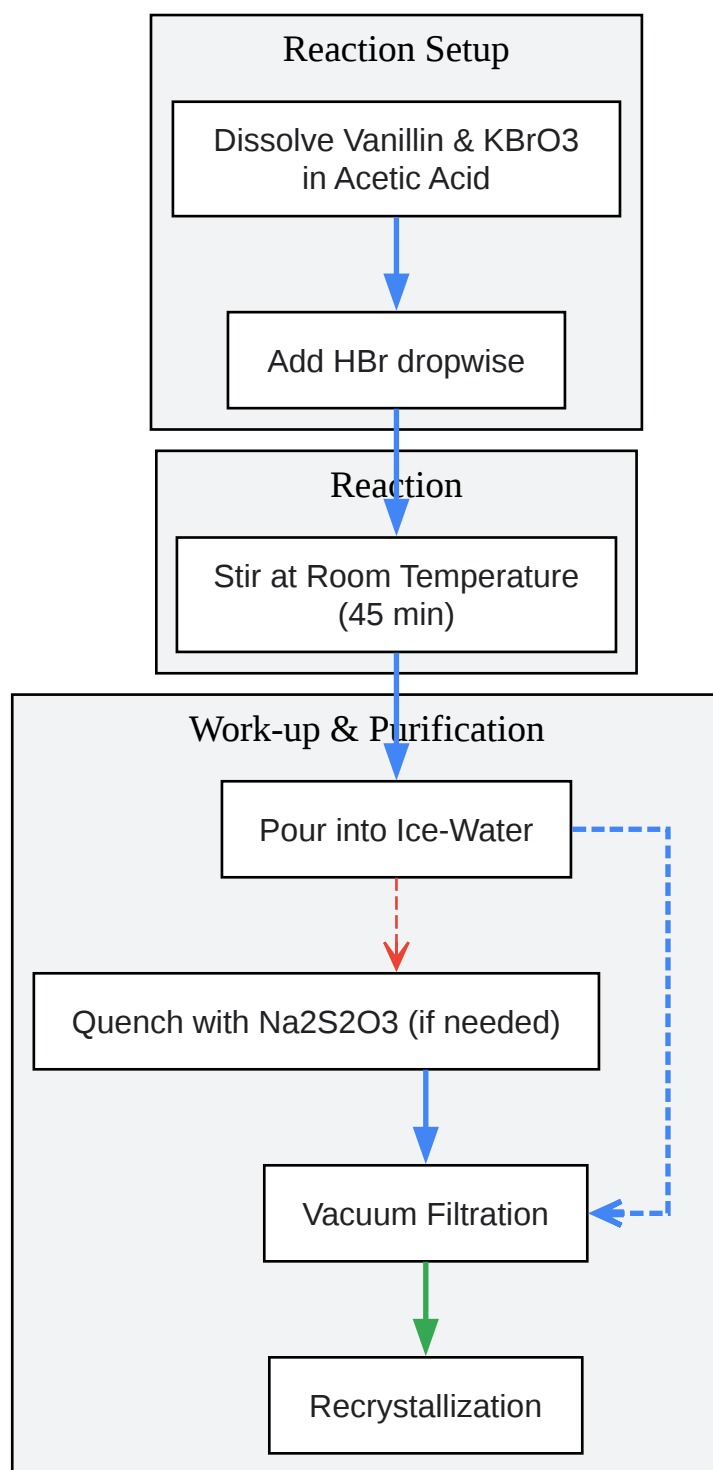 Reaction Setup
Dissolve Vanillin & KBrO3
in Acetic Acid
Add HBr dropwise
Reaction
Stir at Room Temperature
(45 min)
Work-up & Purification
Pour into Ice-Water
Quench with Na2S2O3 (if needed)
Vacuum Filtration
Recrystallization